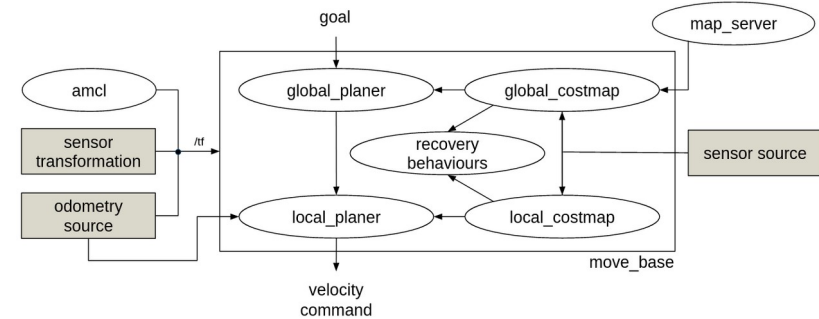 goal
map_server
amcl
global_planer
global_costmap
sensor
transformation
/tf
recovery
behaviours
sensor source
odometry
source
local_planer
local_costmap
move_base
velocity
command